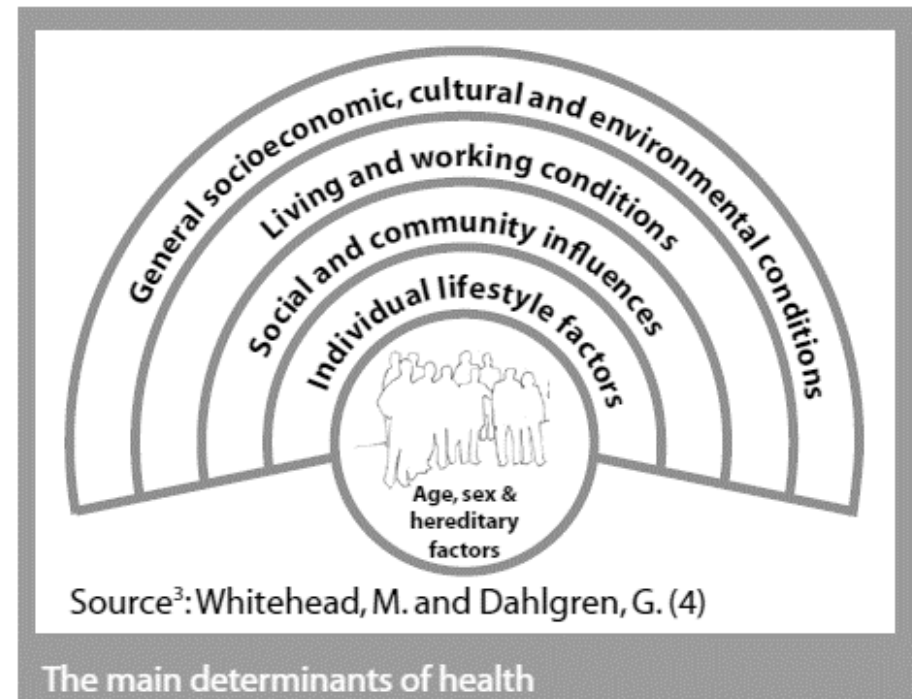 General socioeconomic, cultural and environmental conditions
Living and working conditions
Social and community influences
Individual lifestyle factors
Age, sex &
hereditary
factors
Source³: Whitehead, M. and Dahlgren, G. (4)
The main determinants of health